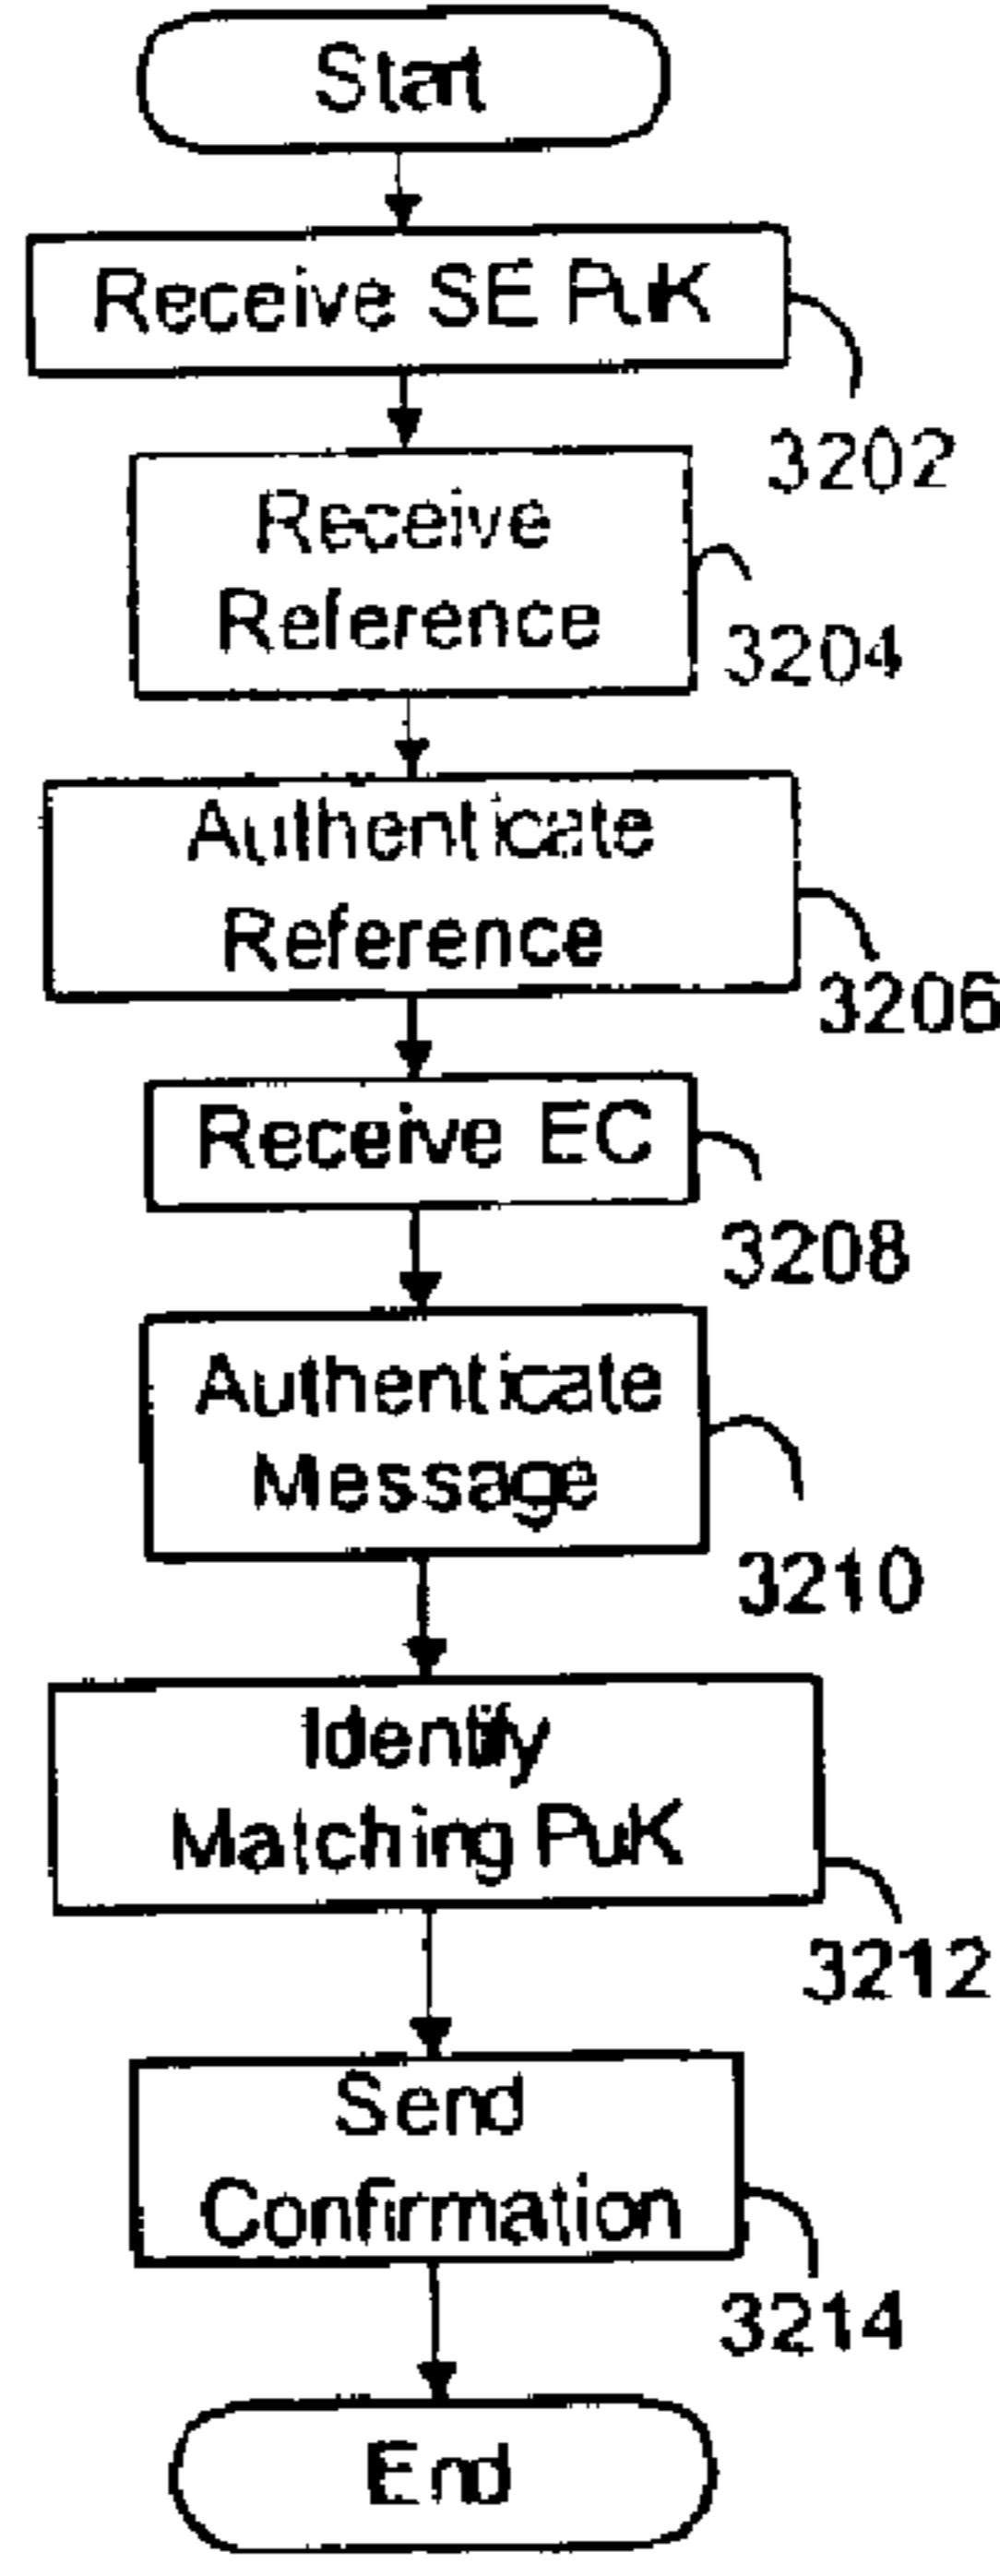 Start
Receive SE PuK
3202
Receive
Reference
3204
Authenticate
Reference
3206
Receive EC
3208
Authenticate
Message
3210
Identify
Matching PuK
3212
Send
Confirmation
3214
End